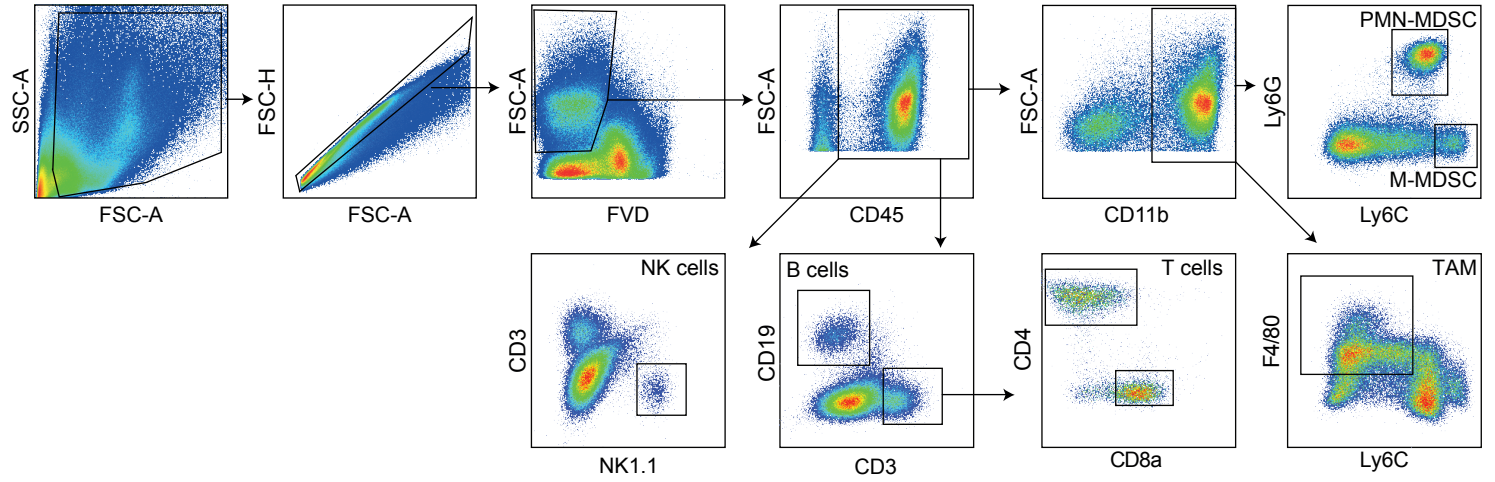 SSC-A
FSC-A
FSC-H
FSC-A
FSC-A
FVD
FSC-A
CD45
FSC-A
CD11b
Ly6G
PMN-MDSC
M-MDSC
Ly6C
CD3
NK cells
NK1.1
CD19
B cells
CD3
CD4
T cells
CD8a
F4/80
TAM
Ly6C